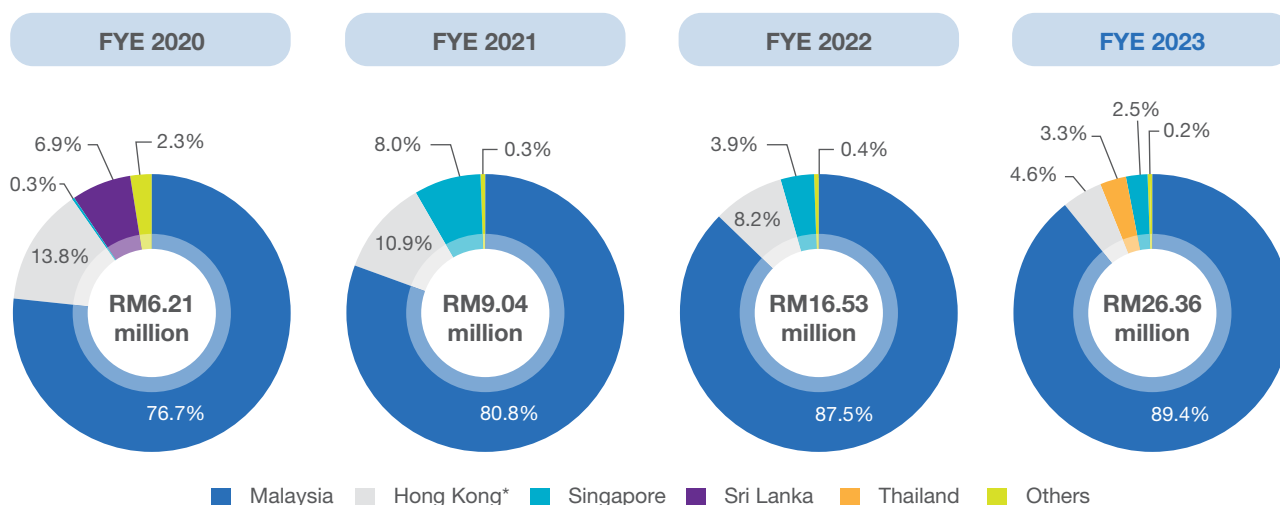 FYE 2020
FYE 2021
FYE 2022
FYE 2023
6.9%
2.3%
0.3%
13.8%
RM6.21
million
76.7%
8.0%
0.3%
10.9%
RM9.04
million
80.8%
3.9%
0.4%
8.2%
RM16.53
million
87.5%
2.5%
3.3%
0.2%
4.6%
RM26.36
million
89.4%
Malaysia Hong Kong* Singapore Sri Lanka Thailand Others